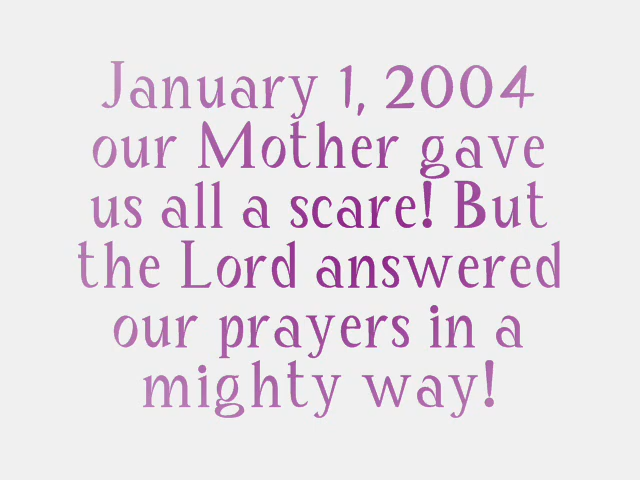 January 1, 2004
our Mother gave
us all a scare! But
the Lord answered
our prayers in a
mighty way!